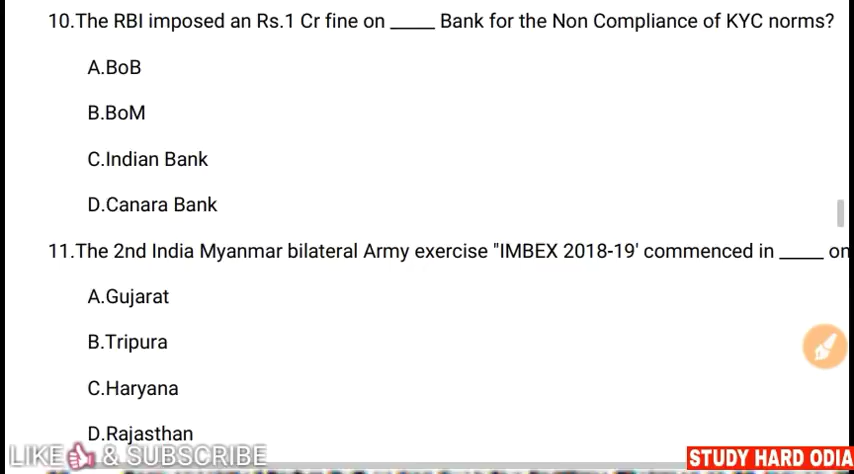 10.The RBI imposed an Rs.1 Cr fine on _____ Bank for the Non Compliance of KYC norms?
A.BoB
B.BoM
C.Indian Bank
D.Canara Bank
11.The 2nd India Myanmar bilateral Army exercise "IMBEX 2018-19' commenced in _____ on
A.Gujarat
B.Tripura
C.Haryana
D.Rajasthan
LIKE & SUBSCRIBE
STUDY HARD ODIA